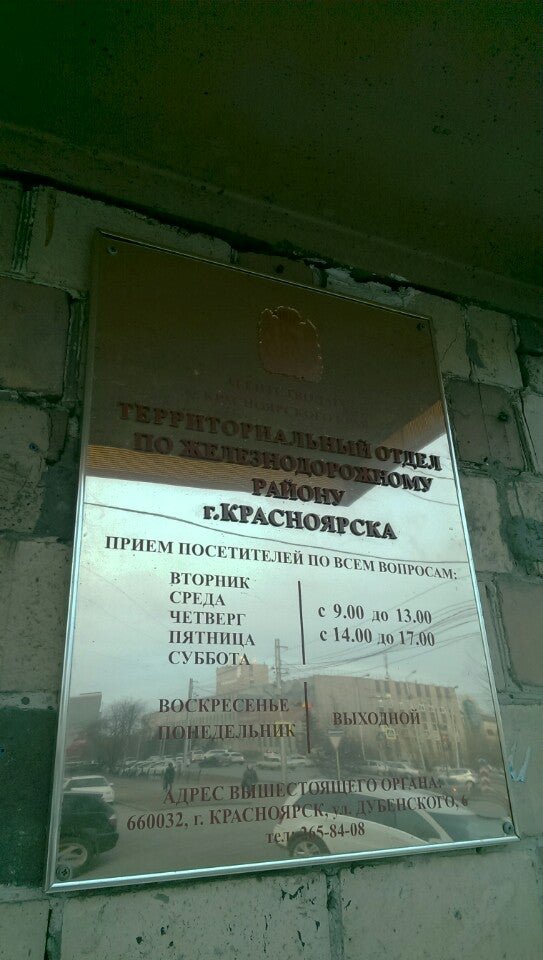 АГЕНТСТВО
КРАСНОЯРСКОГО
ТЕРРИТОРИАЛЬНЫЙ ОТДЕЛ
ПО ЖЕЛЕЗНОДОРОЖНОМУ
РАЙОНУ
г.КРАСНОЯРСКА
ПРИЕМ ПОСЕТИТЕЛЕЙ ПО ВСЕМ ВОПРОСАМ:
ВТОРНИК
СРЕДА
ЧЕТВЕРГ
ПЯТНИЦА
СУББОТА
с 9.00 до 13.00
с 14.00 до 17.00
ВОСКРЕСЕНЬЕ
ПОНЕДЕЛЬНИК
ВЫХОДНОЙ
АДРЕС ВЫШЕСТОЯЩЕГО ОРГАНА:
660032, г. КРАСНОЯРСК, ул. ДУБЕНСКОГО, 6
тел: 265-84-08